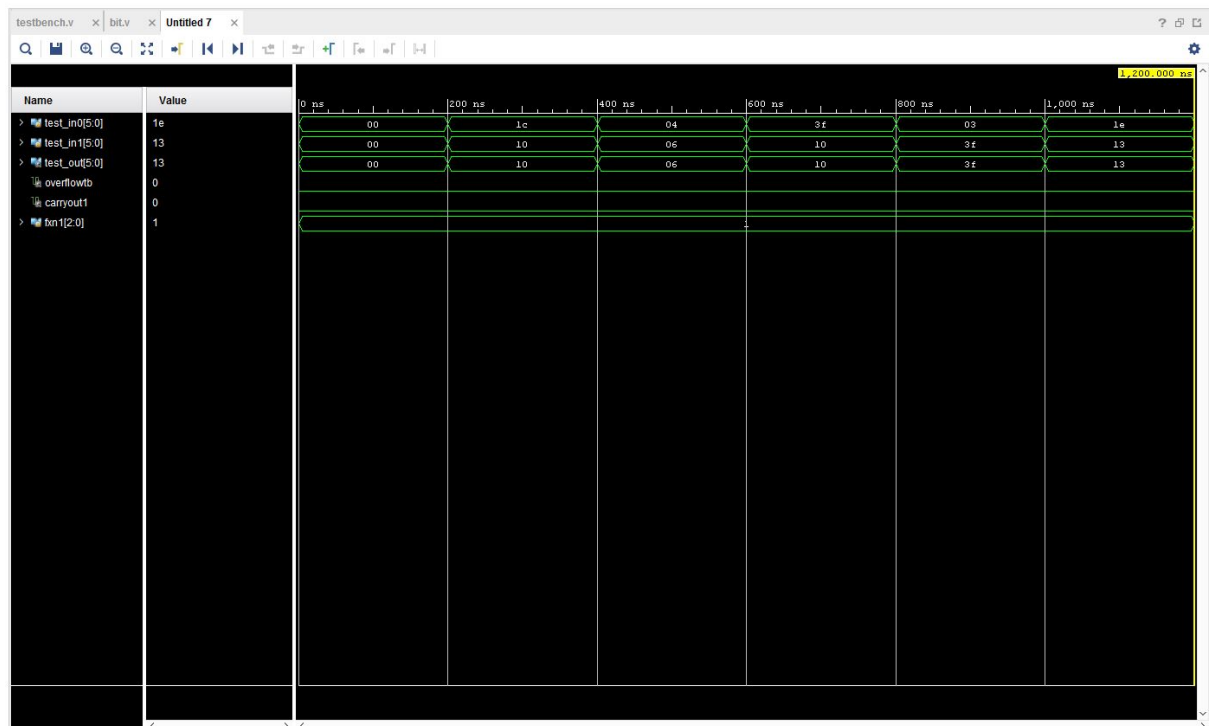 testbench.v × bit.v × Untitled 7 ×
1,200.000 ns
Name Value
0 ns 200 ns 400 ns 600 ns 800 ns 1,000 ns
test_in0[5:0] 1e 00 1c 04 3f 03 1e
test_in1[5:0] 13 00 10 06 10 3f 13
test_out[5:0] 13 00 10 06 10 3f 13
overflowtb 0
carryout1 0
fxn1[2:0] 1 1